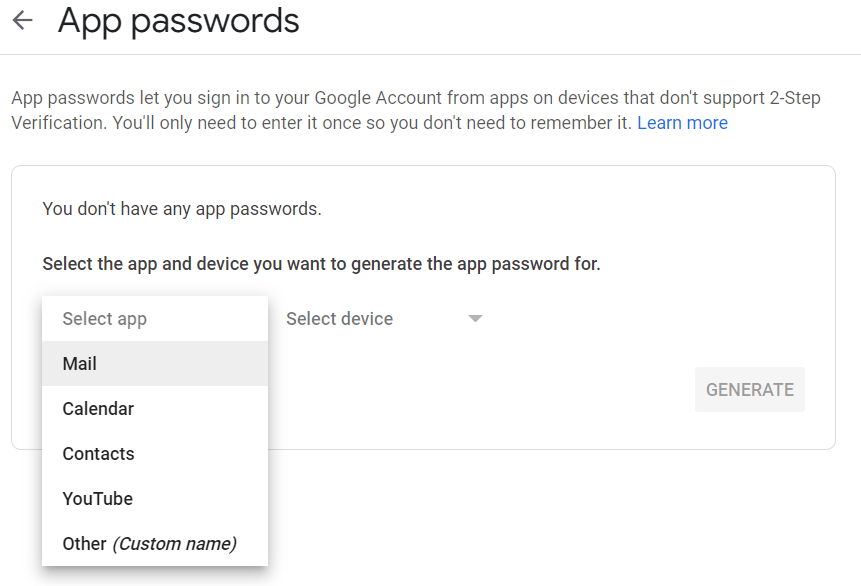 App passwords
App passwords let you sign in to your Google Account from apps on devices that don't support 2-Step
Verification. You'll only need to enter it once so you don't need to remember it. Learn more
You don't have any app passwords.
Select the app and device you want to generate the app password for.
Select app
Select device
Mail
Calendar
Contacts
YouTube
Other (Custom name)
GENERATE